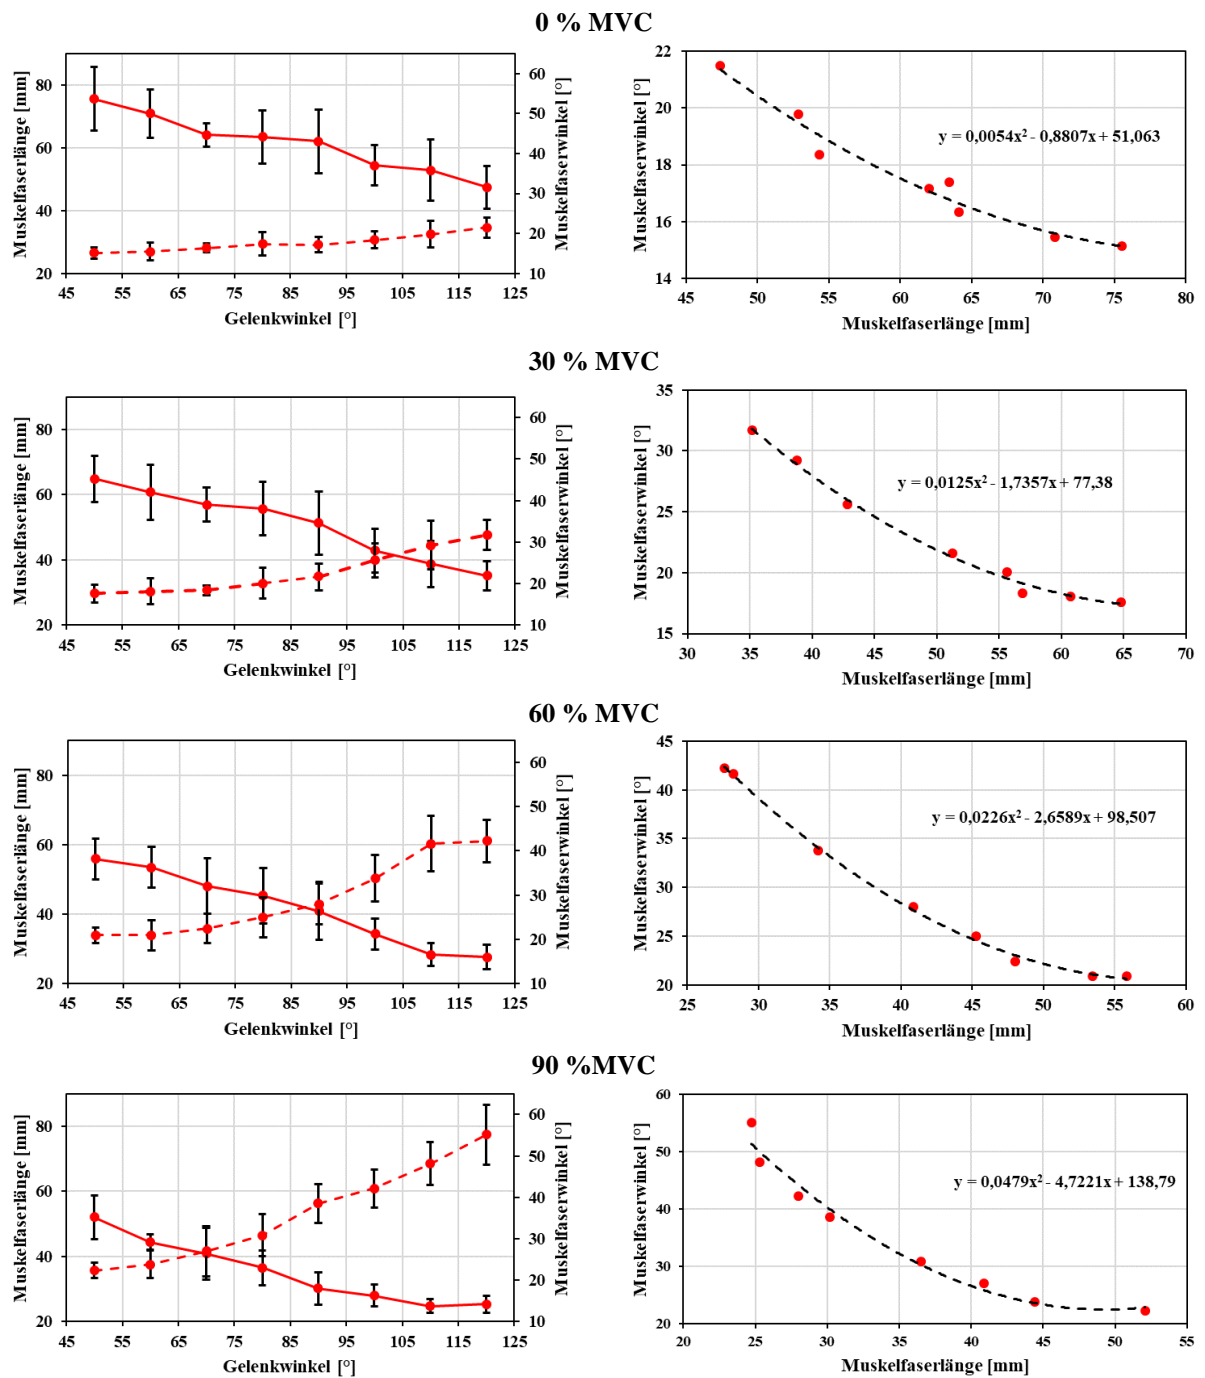 0 % MVC
Muskelfaserlänge [mm]
80
60
40
20
45 55 65 75 85 95 105 115 125
Gelenkwinkel [°]
60
50
40
30
20
10
Muskelfaserwinkel [°]
Muskelfaserwinkel [°]
22
20
18
16
14
y = 0,0054x² - 0,8807x + 51,063
45 50 55 60 65 70 75 80
Muskelfaserlänge [mm]
30 % MVC
Muskelfaserlänge [mm]
80
60
40
20
45 55 65 75 85 95 105 115 125
Gelenkwinkel [°]
60
50
40
30
20
10
Muskelfaserwinkel [°]
Muskelfaserwinkel [°]
35
30
25
20
15
y = 0,0125x² - 1,7357x + 77,38
30 35 40 45 50 55 60 65 70
Muskelfaserlänge [mm]
60 % MVC
Muskelfaserlänge [mm]
80
60
40
20
45 55 65 75 85 95 105 115 125
Gelenkwinkel [°]
60
50
40
30
20
10
Muskelfaserwinkel [°]
Muskelfaserwinkel [°]
45
40
35
30
25
20
y = 0,0226x² - 2,6589x + 98,507
25 30 35 40 45 50 55 60
Muskelfaserlänge [mm]
90 %MVC
Muskelfaserlänge [mm]
80
60
40
20
45 55 65 75 85 95 105 115 125
Gelenkwinkel [°]
60
50
40
30
20
10
Muskelfaserwinkel [°]
Muskelfaserwinkel [°]
60
50
40
30
20
y = 0,0479x² - 4,7221x + 138,79
20 25 30 35 40 45 50 55
Muskelfaserlänge [mm]